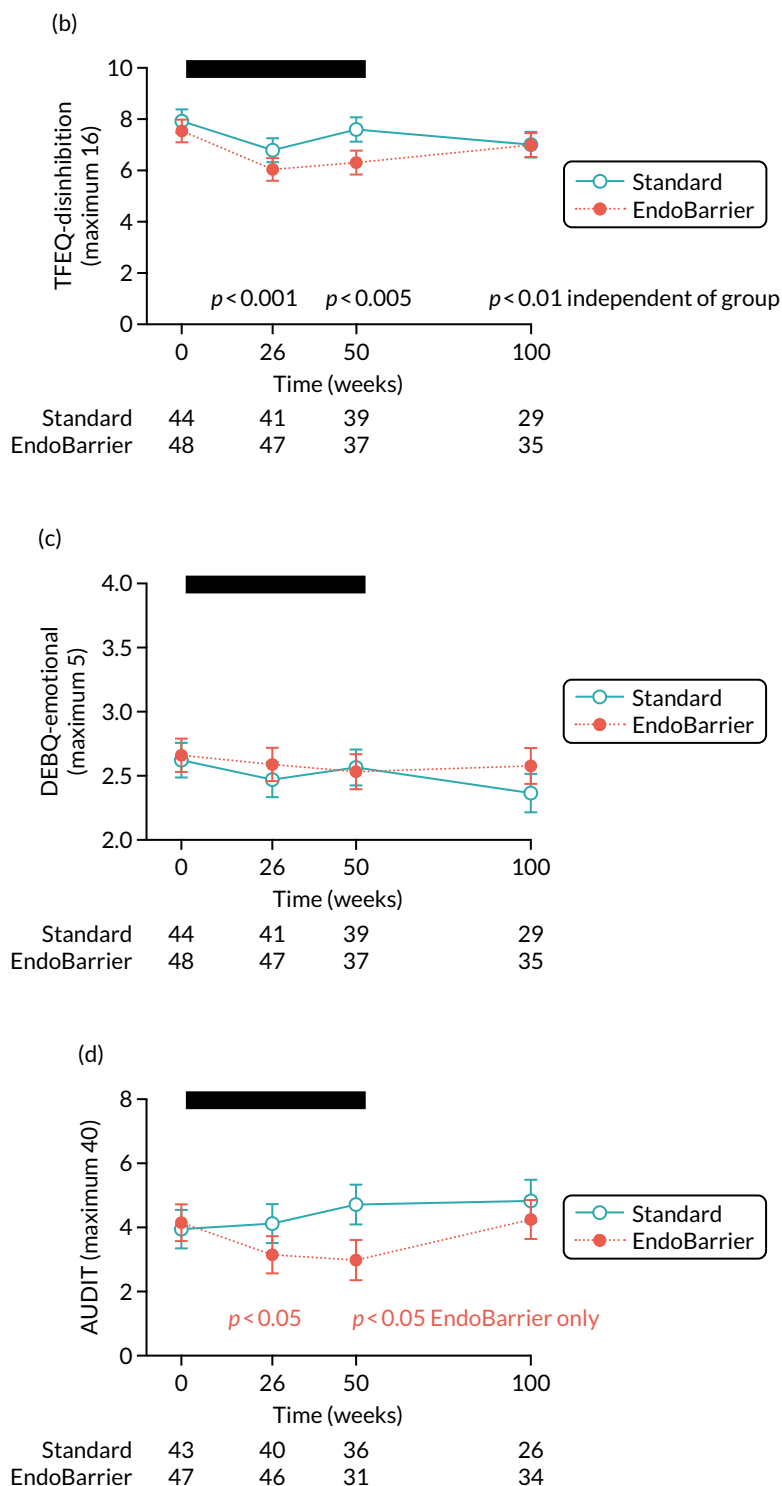 (b)
TFEQ-disinhibition
(maximum 16)
10
8
6
4
2
0
p < 0.001 p < 0.005 p < 0.01 independent of group
0 26 50 100
Time (weeks)
Standard
EndoBarrier
Standard 44 41 39 29
EndoBarrier 48 47 37 35
(c)
DEBQ-emotional
(maximum 5)
4.0
3.5
3.0
2.5
2.0
0 26 50 100
Time (weeks)
Standard
EndoBarrier
Standard 44 41 39 29
EndoBarrier 48 47 37 35
(d)
AUDIT (maximum 40)
8
6
4
2
0
p < 0.05 p < 0.05 EndoBarrier only
0 26 50 100
Time (weeks)
Standard
EndoBarrier
Standard 43 40 36 26
EndoBarrier 47 46 31 34